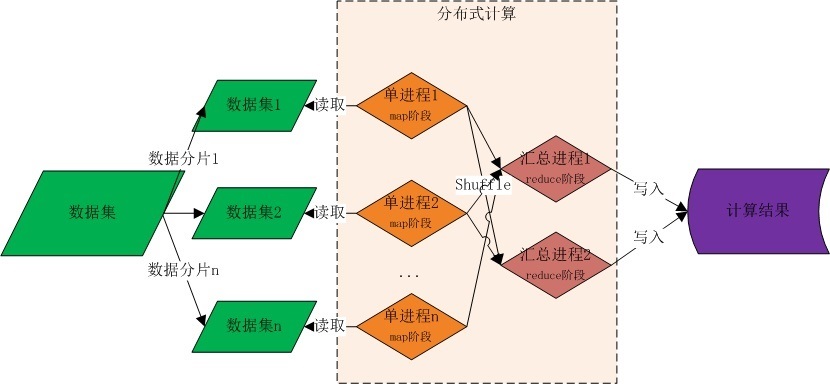 分布式计算
数据集
数据分片1
数据分片n
数据集1
数据集2
数据集n
读取
读取
读取
单进程1
map阶段
单进程2
map阶段
...
单进程n
map阶段
Shuffle
汇总进程1
reduce阶段
汇总进程2
reduce阶段
写入
写入
计算结果